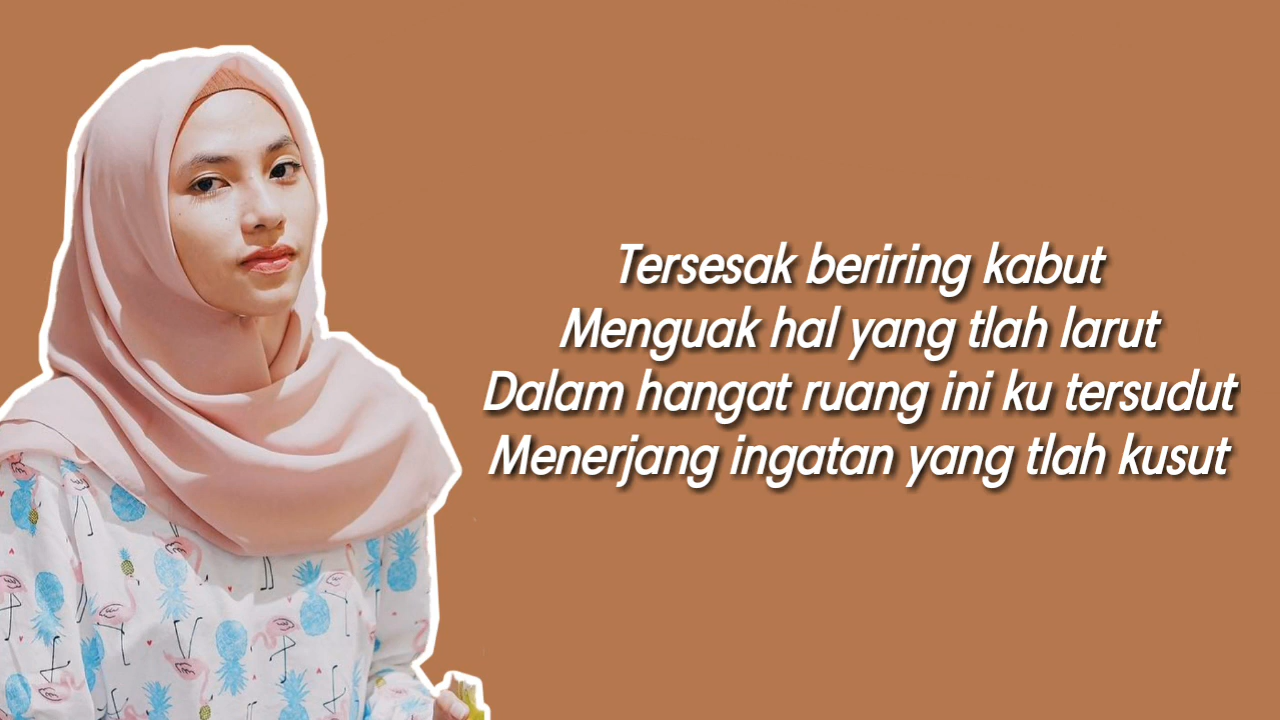 Tersesak beriring kabut
Menguak hal yang tlah larut
Dalam hangat ruang ini ku tersudut
Menerjang ingatan yang tlah kusut